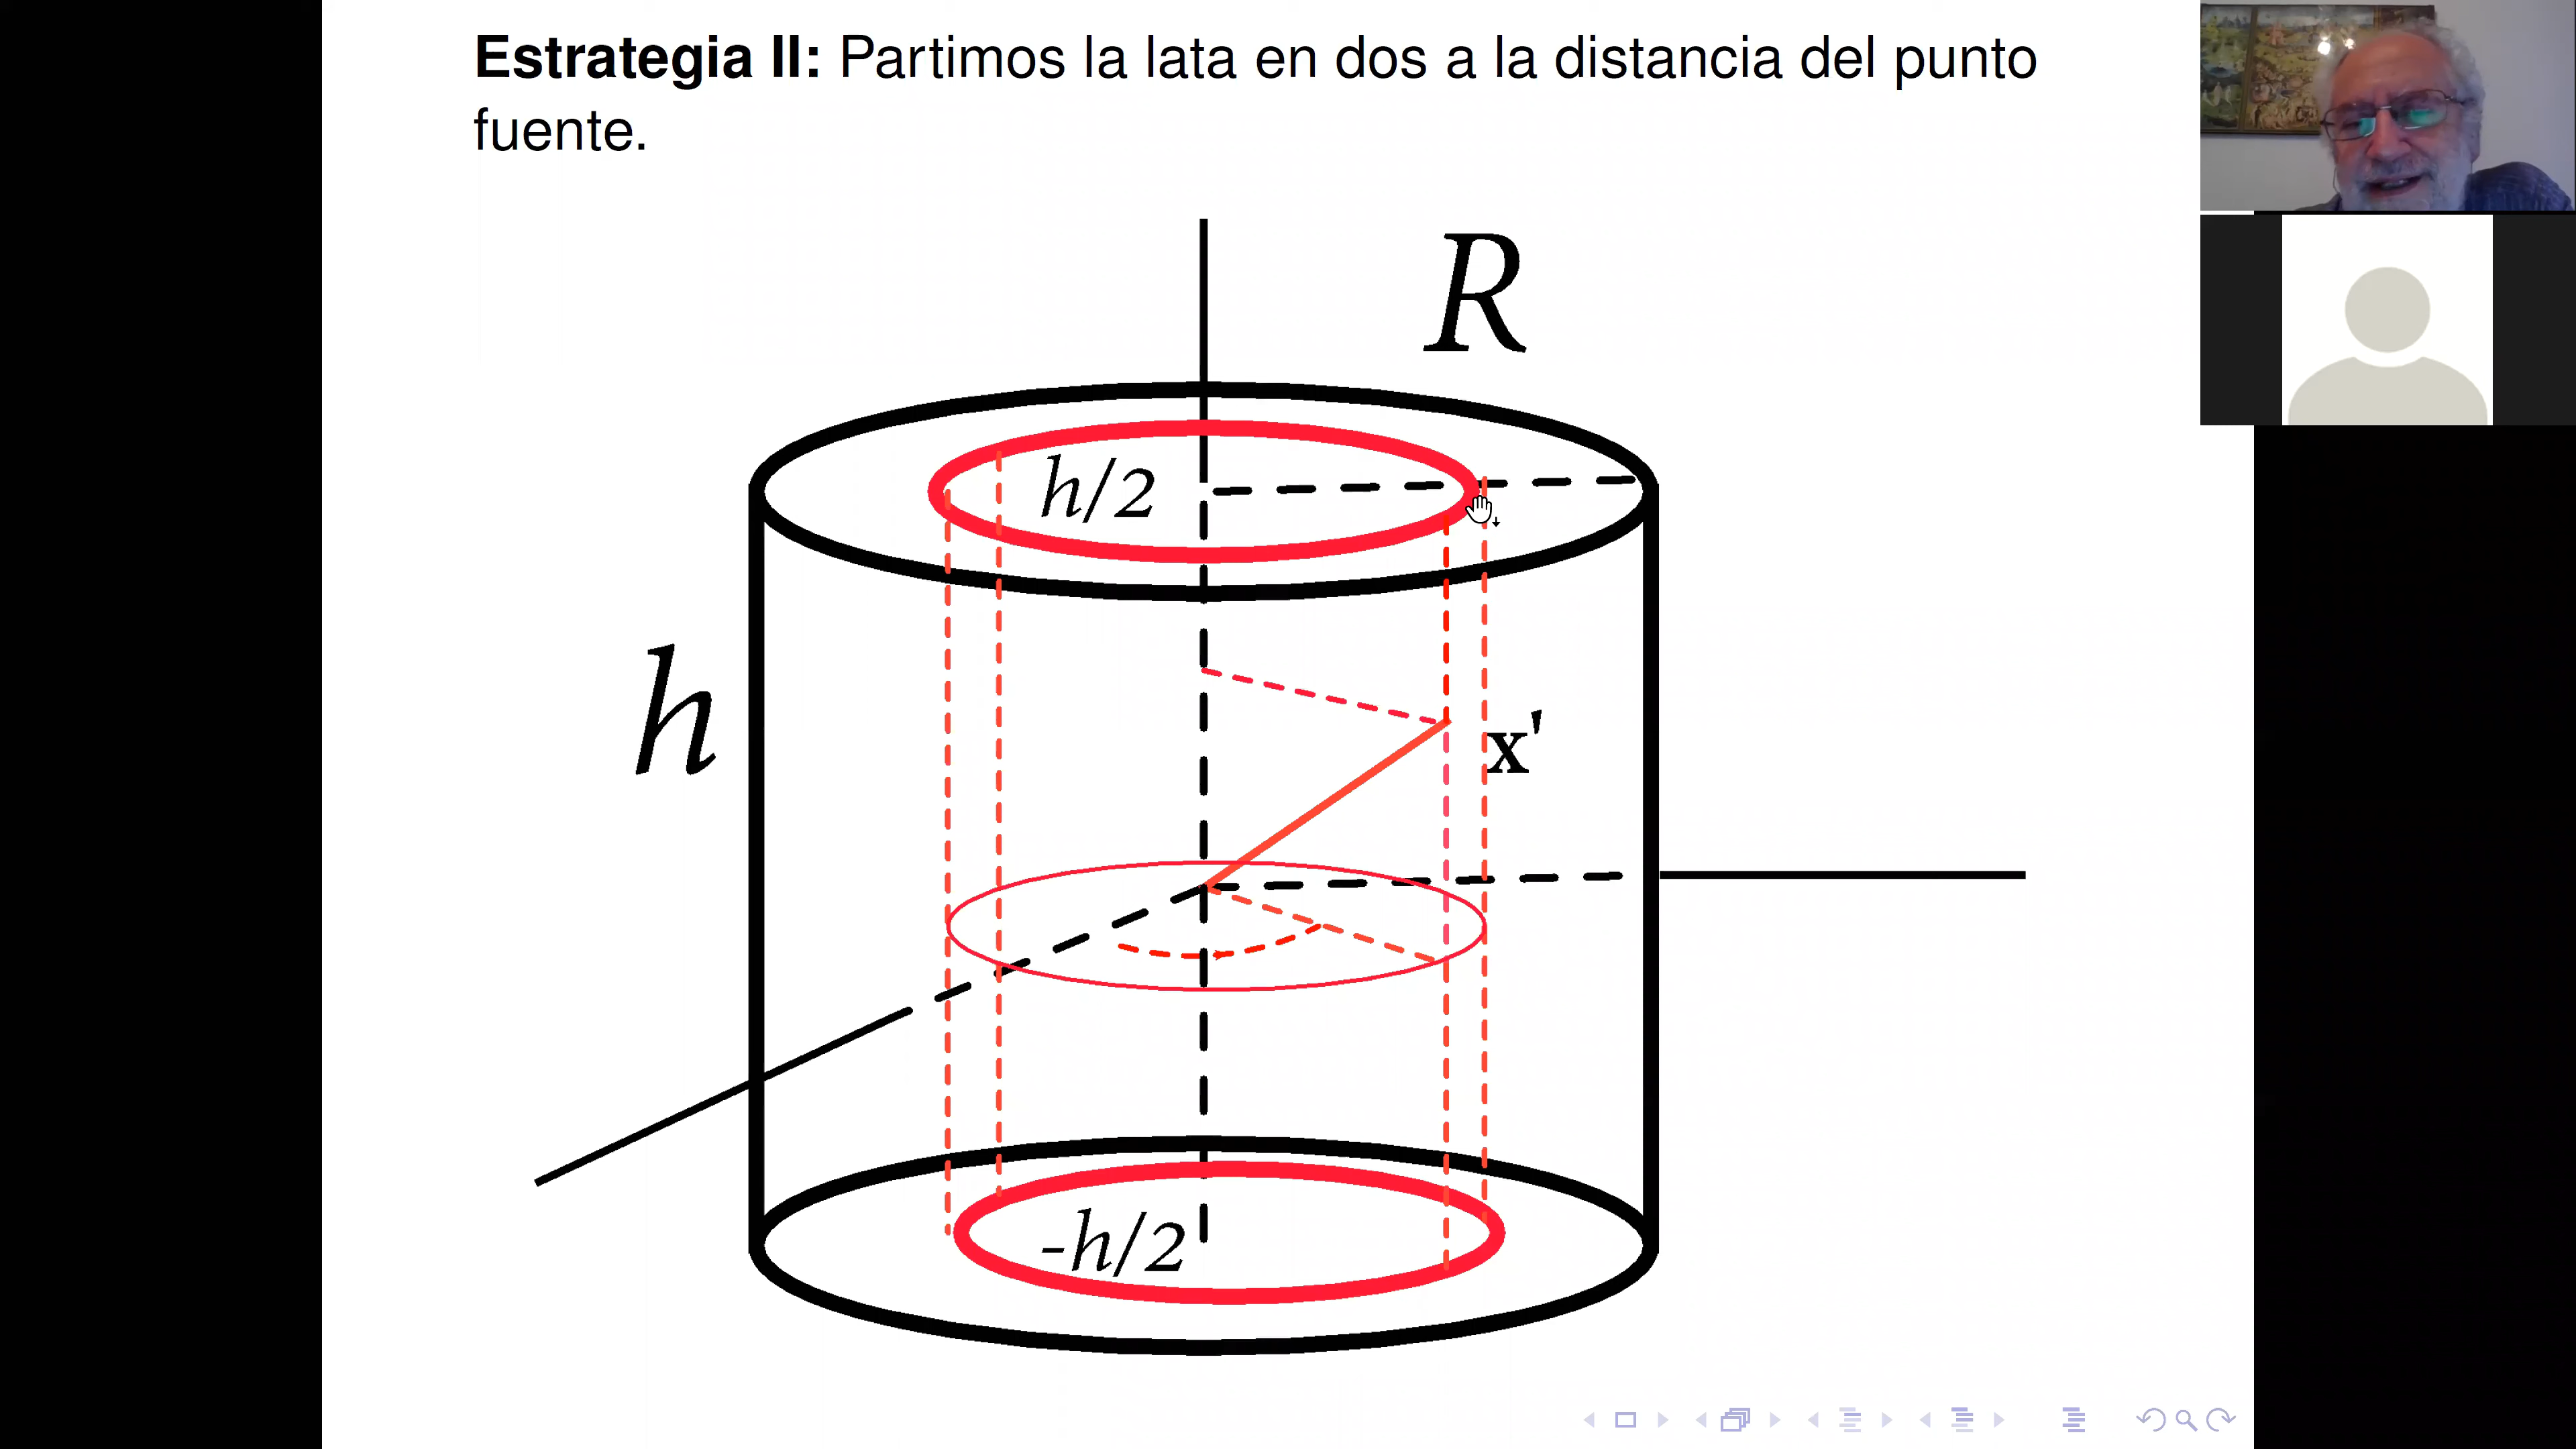 Estrategia II: Partimos la lata en dos a la distancia del punto
fuente.
R
h/2
h
x'
-h/2